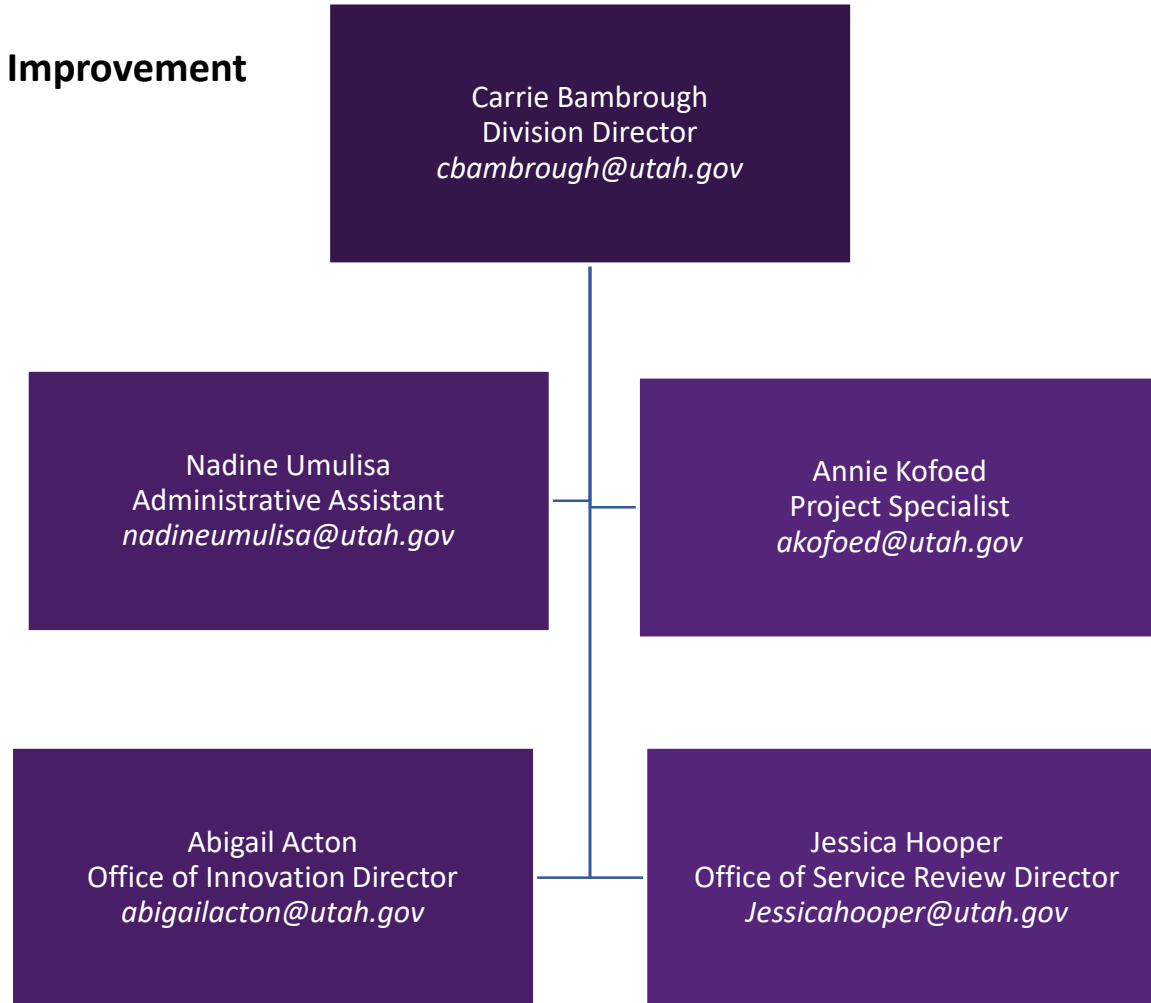 Improvement
Carrie Bambrough
Division Director
cbambrough@utah.gov
Nadine Umulisa
Administrative Assistant
nadineumulisa@utah.gov
Annie Kofoed
Project Specialist
akofoed@utah.gov
Abigail Acton
Office of Innovation Director
abigailacton@utah.gov
Jessica Hooper
Office of Service Review Director
Jessicahooper@utah.gov